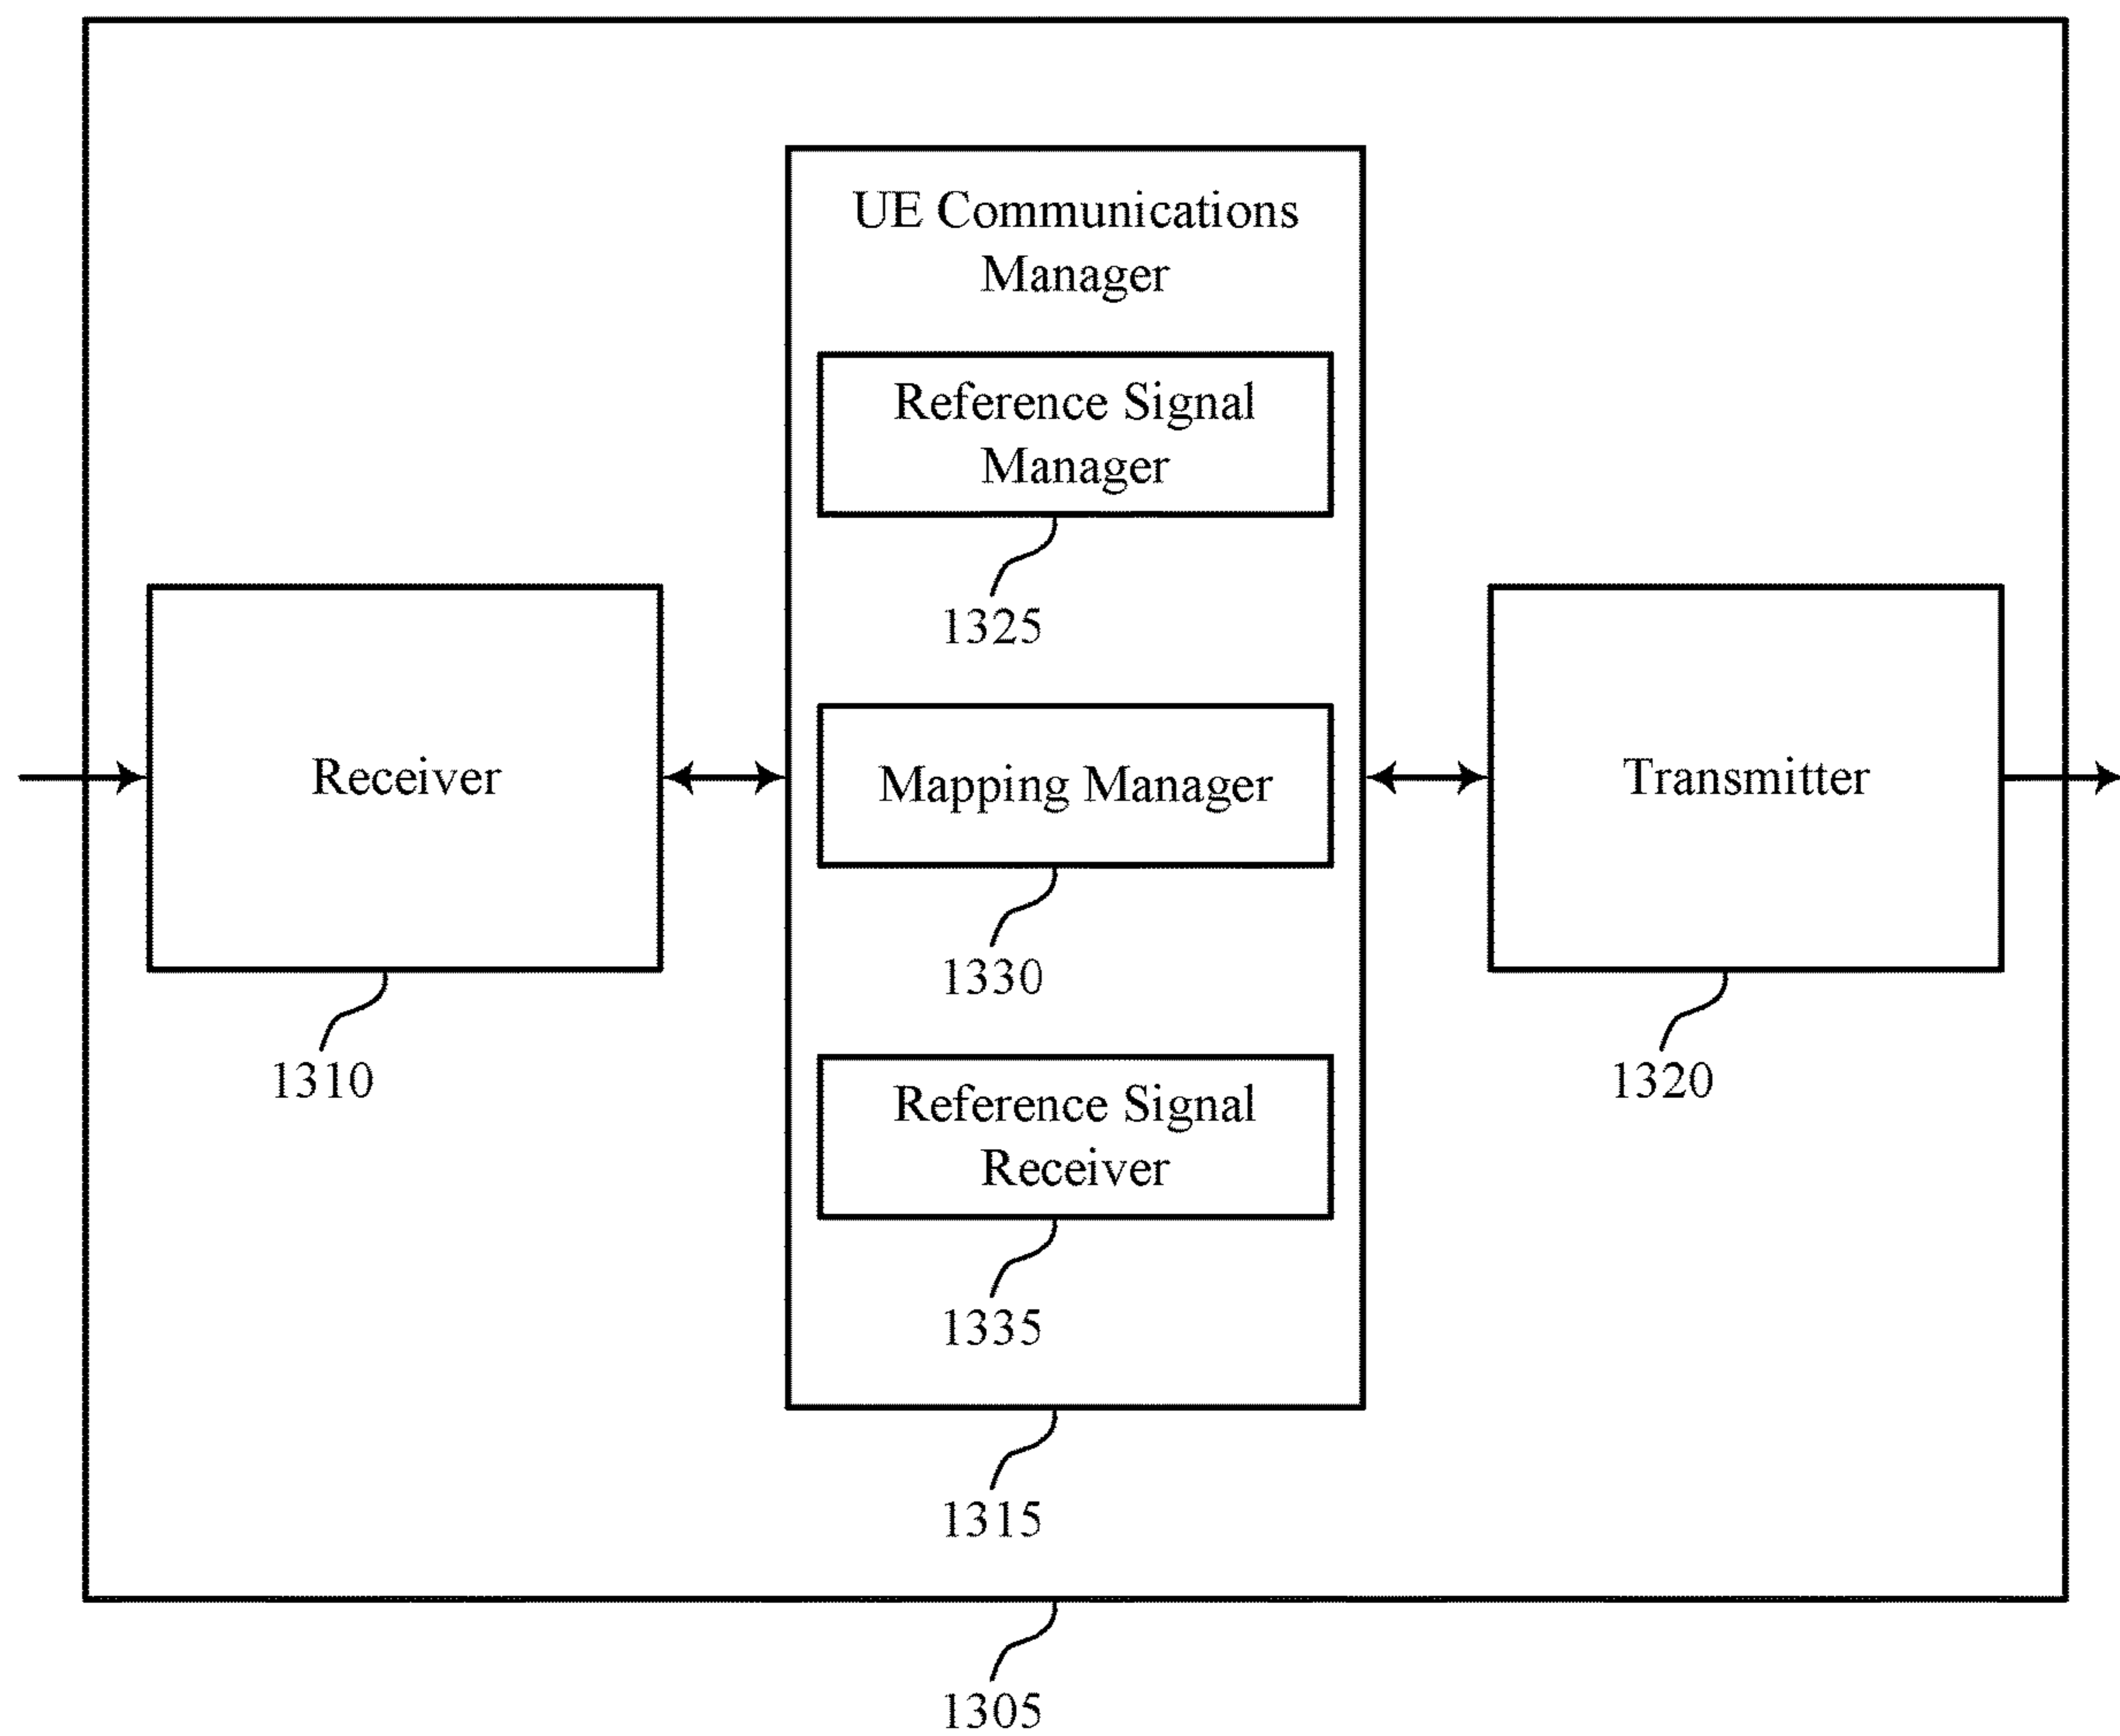 UE Communications
Manager
Reference Signal
Manager
1325
Receiver
1310
Mapping Manager
1330
Transmitter
1320
Reference Signal
Receiver
1335
1315
1305